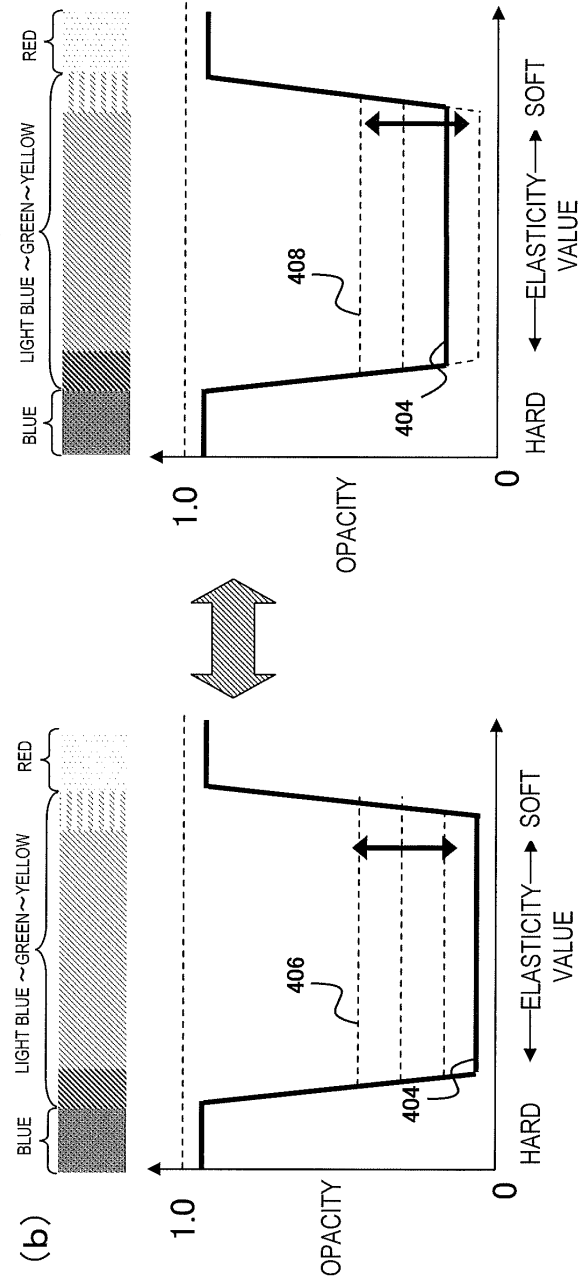 (b)
BLUE
LIGHT BLUE ~GREEN~YELLOW
RED
1.0
OPACITY
0
406
404
HARD
ELASTICITY
VALUE
SOFT
BLUE
LIGHT BLUE ~GREEN~YELLOW
RED
1.0
OPACITY
0
408
404
HARD
ELASTICITY
VALUE
SOFT